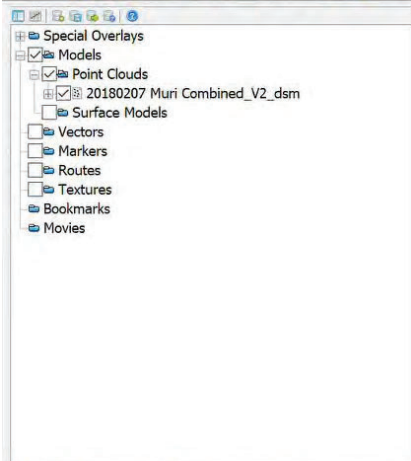 Special Overlays
Models
Point Clouds
20180207 Muri Combined_V2_dsm
Surface Models
Vectors
Markers
Routes
Textures
Bookmarks
Movies